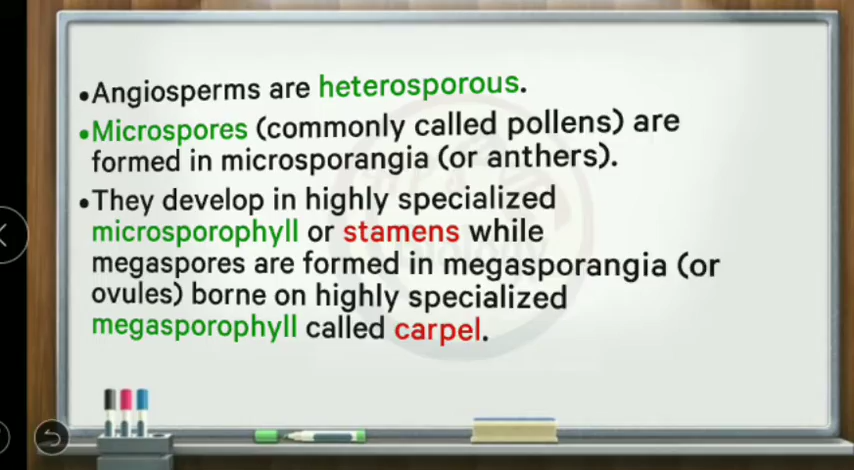 •Angiosperms are heterosporous.
•Microspores (commonly called pollens) are
formed in microsporangia (or anthers).
•They develop in highly specialized
microsporophyll or stamens while
megaspores are formed in megasporangia (or
ovules) borne on highly specialized
megasporophyll called carpel.